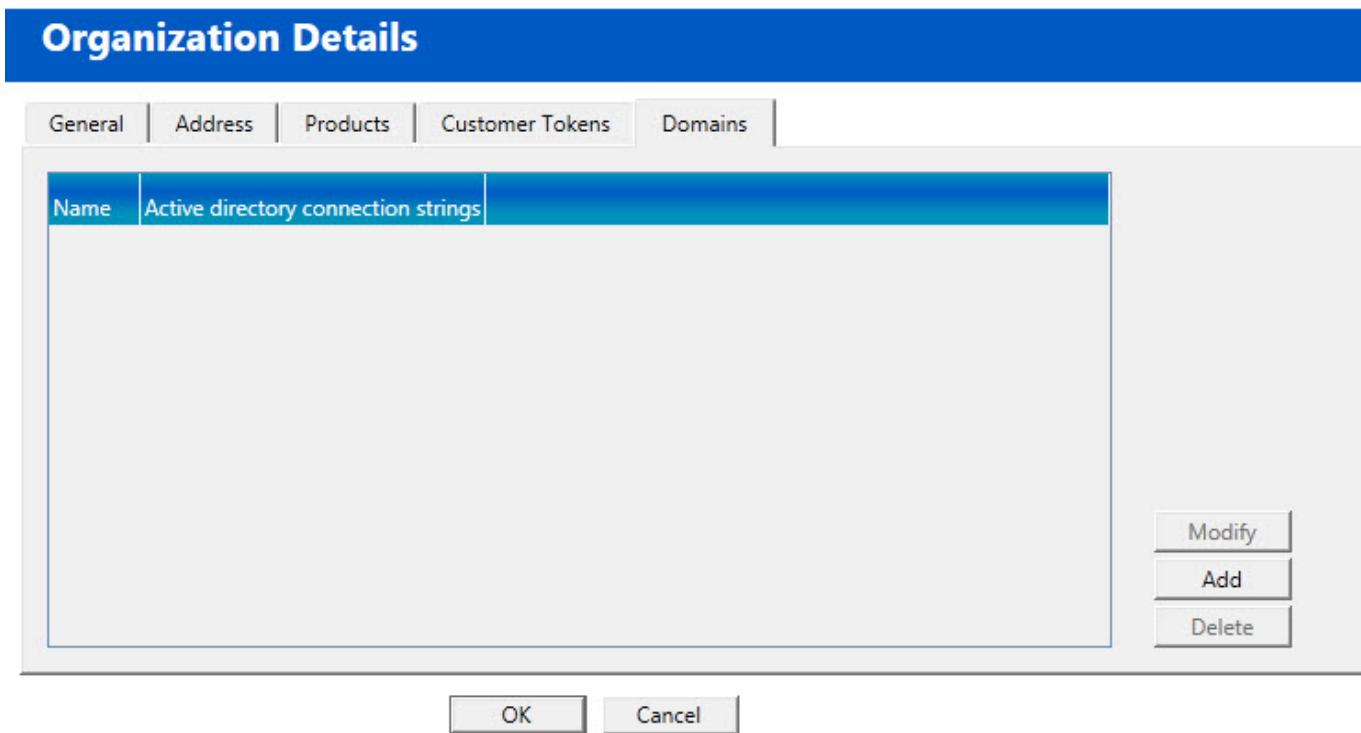 Organization Details
General Address Products Customer Tokens Domains
Name Active directory connection strings
Modify
Add
Delete
OK Cancel